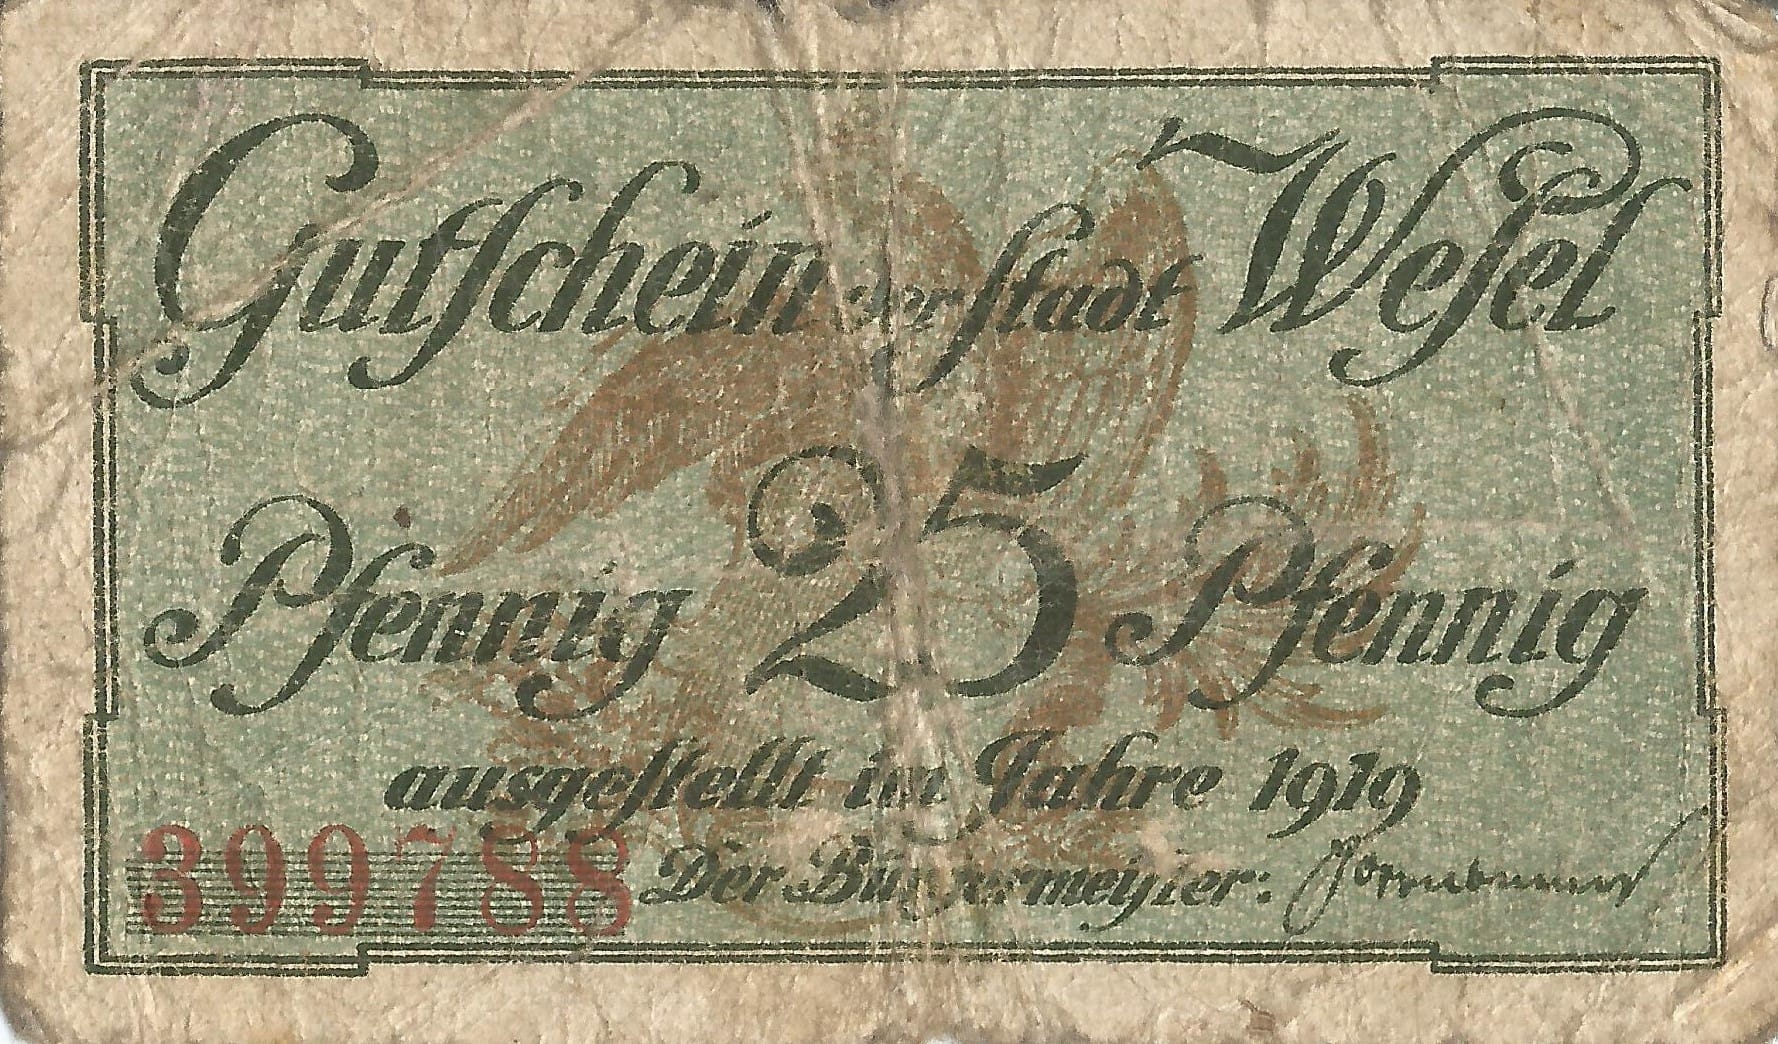 Gutschein der Stadt Wesel
Pfennig 25 Pfennig
ausgestellt im Jahre 1919
399788 Der Bürgermeister: